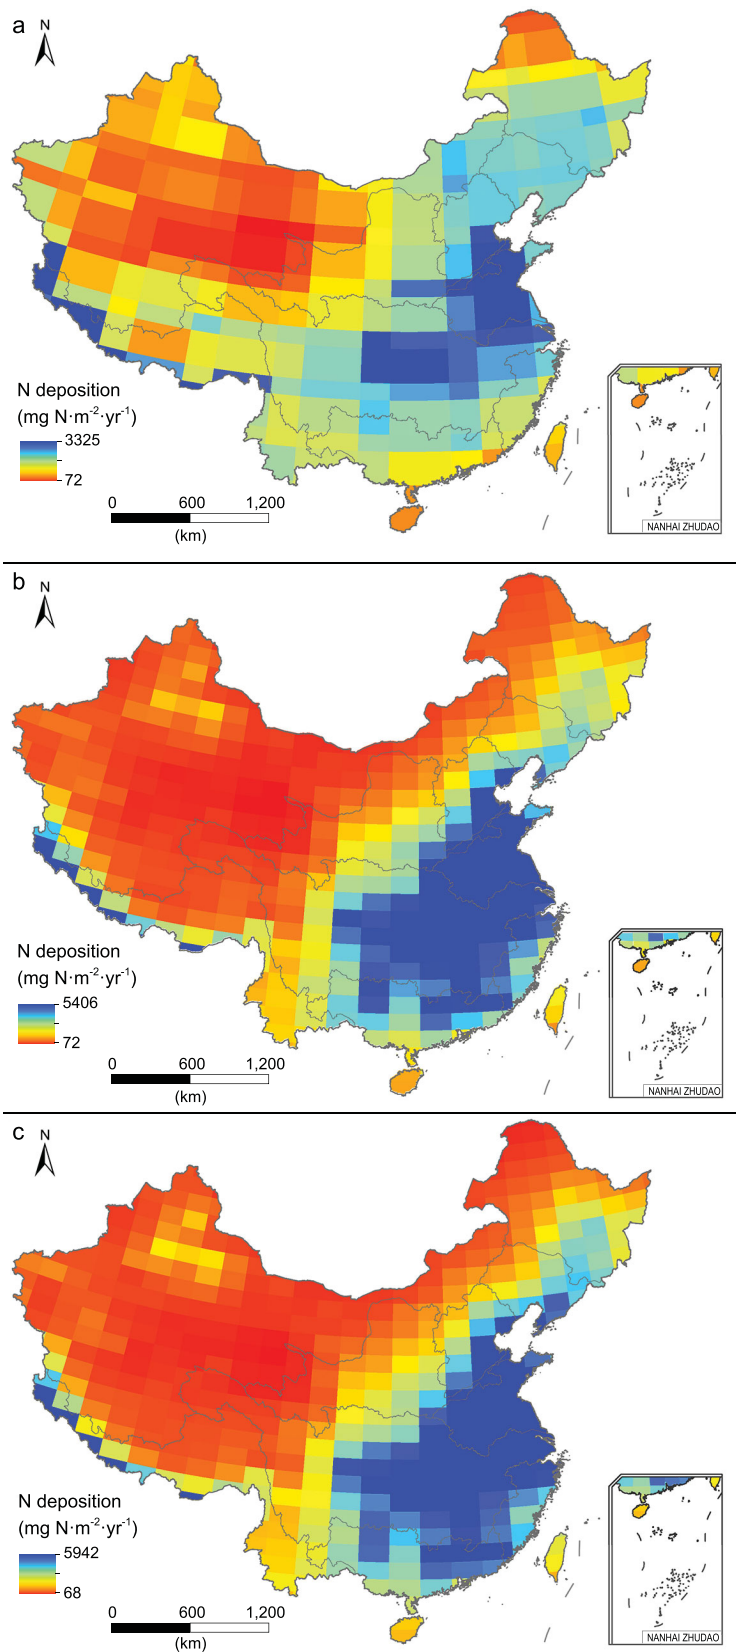 a
N
N deposition
(mg N·m⁻²·yr⁻¹)
3325
72
0 600 1,200
(km)
NANHAI ZHUDAO
b
N
N deposition
(mg N·m⁻²·yr⁻¹)
5406
72
0 600 1,200
(km)
NANHAI ZHUDAO
c
N
N deposition
(mg N·m⁻²·yr⁻¹)
5942
68
0 600 1,200
(km)
NANHAI ZHUDAO